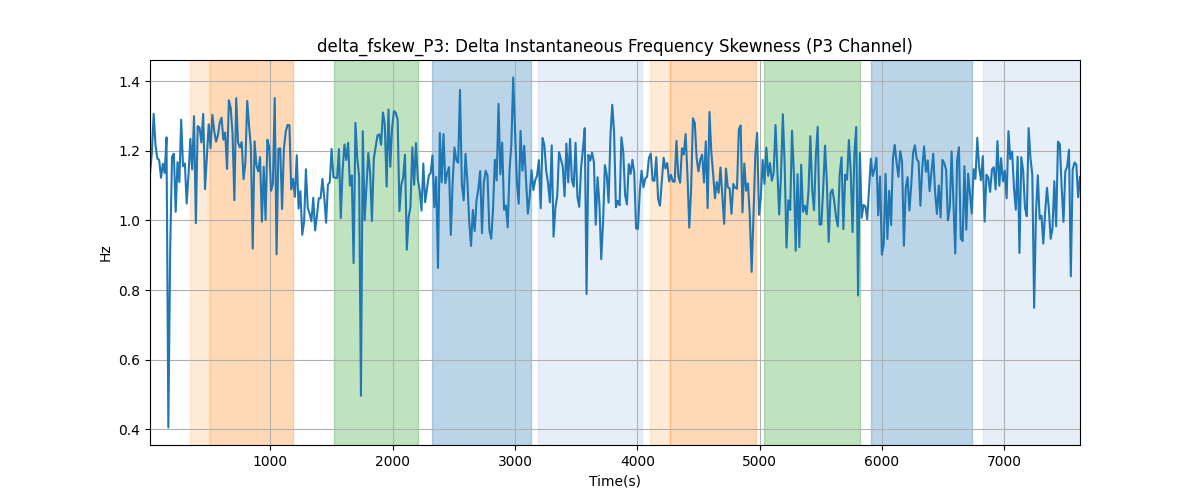 delta_fskew_P3: Delta Instantaneous Frequency Skewness (P3 Channel)
Hz
1.4
1.2
1.0
0.8
0.6
0.4
1000 2000 3000 4000 5000 6000 7000
Time(s)